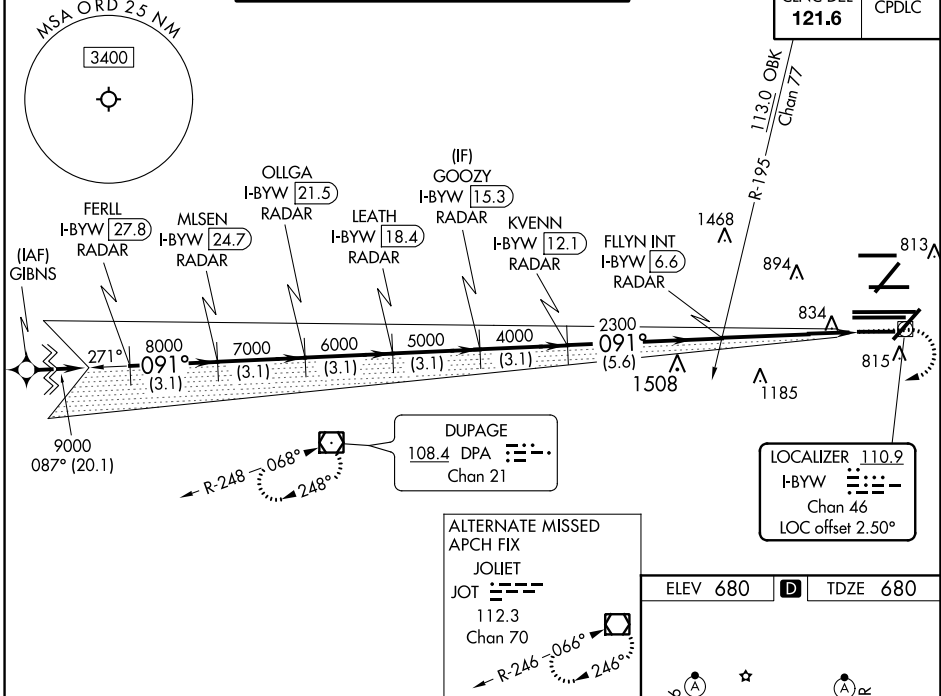 MSA ORD 25 NM
3400
121.6
CPDLC
113.0 OBK
Chan 77
R-195
(IAF)
GIBNS
FERLL
I-BYW 27.8
RADAR
MLSEN
I-BYW 24.7
RADAR
OLLGA
I-BYW 21.5
RADAR
LEATH
I-BYW 18.4
RADAR
(IF)
GOOZY
I-BYW 15.3
RADAR
KVENN
I-BYW 12.1
RADAR
FLLYN INT
I-BYW 6.6
RADAR
1468
894
813
834
815
1508
1185
271°
8000
091°
(3.1)
7000
(3.1)
6000
(3.1)
5000
(3.1)
4000
(3.1)
2300
091°
(5.6)
9000
087° (20.1)
R-248
068°
248°
DUPAGE
108.4 DPA
Chan 21
LOCALIZER 110.9
I-BYW
Chan 46
LOC offset 2.50°
ALTERNATE MISSED
APCH FIX
JOLIET
JOT
112.3
Chan 70
R-246
066°
246°
ELEV 680 D TDZE 680
A
A